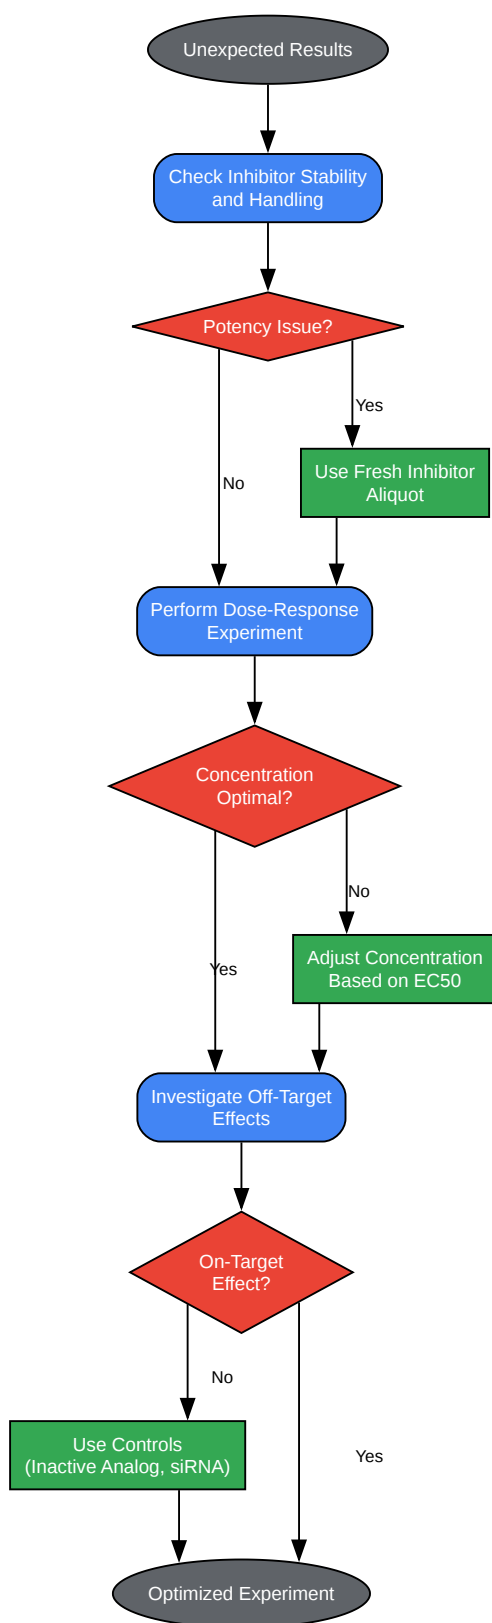 Unexpected Results
Check Inhibitor Stability
and Handling
Potency Issue?
Yes
Use Fresh Inhibitor
Aliquot
No
Perform Dose-Response
Experiment
Concentration
Optimal?
No
Adjust Concentration
Based on EC50
Yes
Investigate Off-Target
Effects
On-Target
Effect?
No
Use Controls
(Inactive Analog, siRNA)
Yes
Optimized Experiment